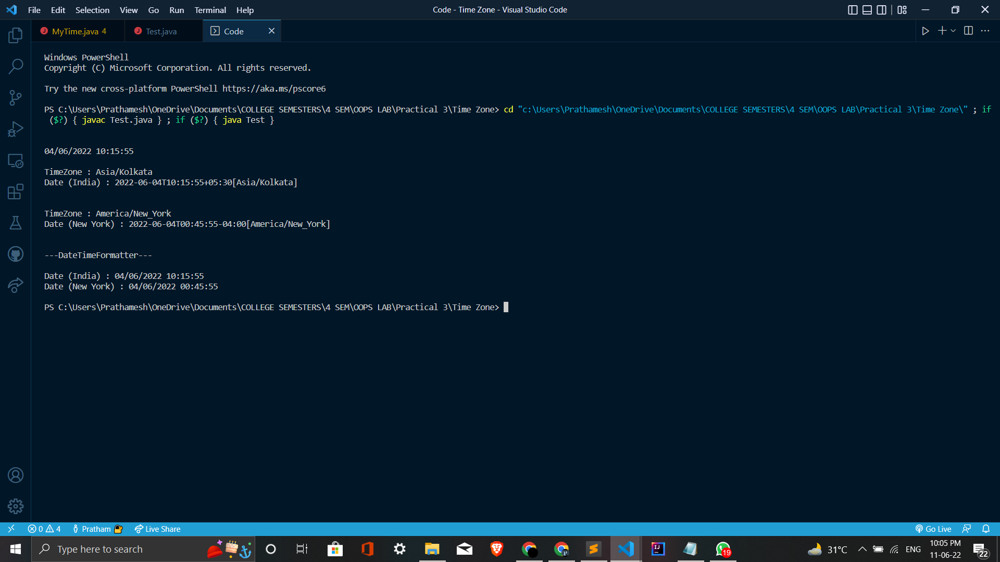 File Edit Selection View Go Run Terminal Help
Code - Time Zone - Visual Studio Code
MyTime.java 4
Test.java
Code
Windows PowerShell
Copyright (C) Microsoft Corporation. All rights reserved.
Try the new cross-platform PowerShell https://aka.ms/pscore6
PS C:\Users\Prathamesh\OneDrive\Documents\COLLEGE SEMESTERS\4 SEM\OOPS LAB\Practical 3\Time Zone> cd "c:\Users\Prathamesh\OneDrive\Documents\COLLEGE SEMESTERS\4 SEM\OOPS LAB\Practical 3\Time Zone\" ; if
($?) { javac Test.java } ; if ($?) { java Test }
04/06/2022 10:15:55
TimeZone : Asia/Kolkata
Date (India) : 2022-06-04T10:15:55+05:30[Asia/Kolkata]
TimeZone : America/New_York
Date (New York) : 2022-06-04T00:45:55-04:00[America/New_York]
---DateTimeFormatter---
Date (India) : 04/06/2022 10:15:55
Date (New York) : 04/06/2022 00:45:55
PS C:\Users\Prathamesh\OneDrive\Documents\COLLEGE SEMESTERS\4 SEM\OOPS LAB\Practical 3\Time Zone>
0 4 Pratham Live Share
Go Live
Type here to search
19
31°C
ENG
10:05 PM
11-06-22
22